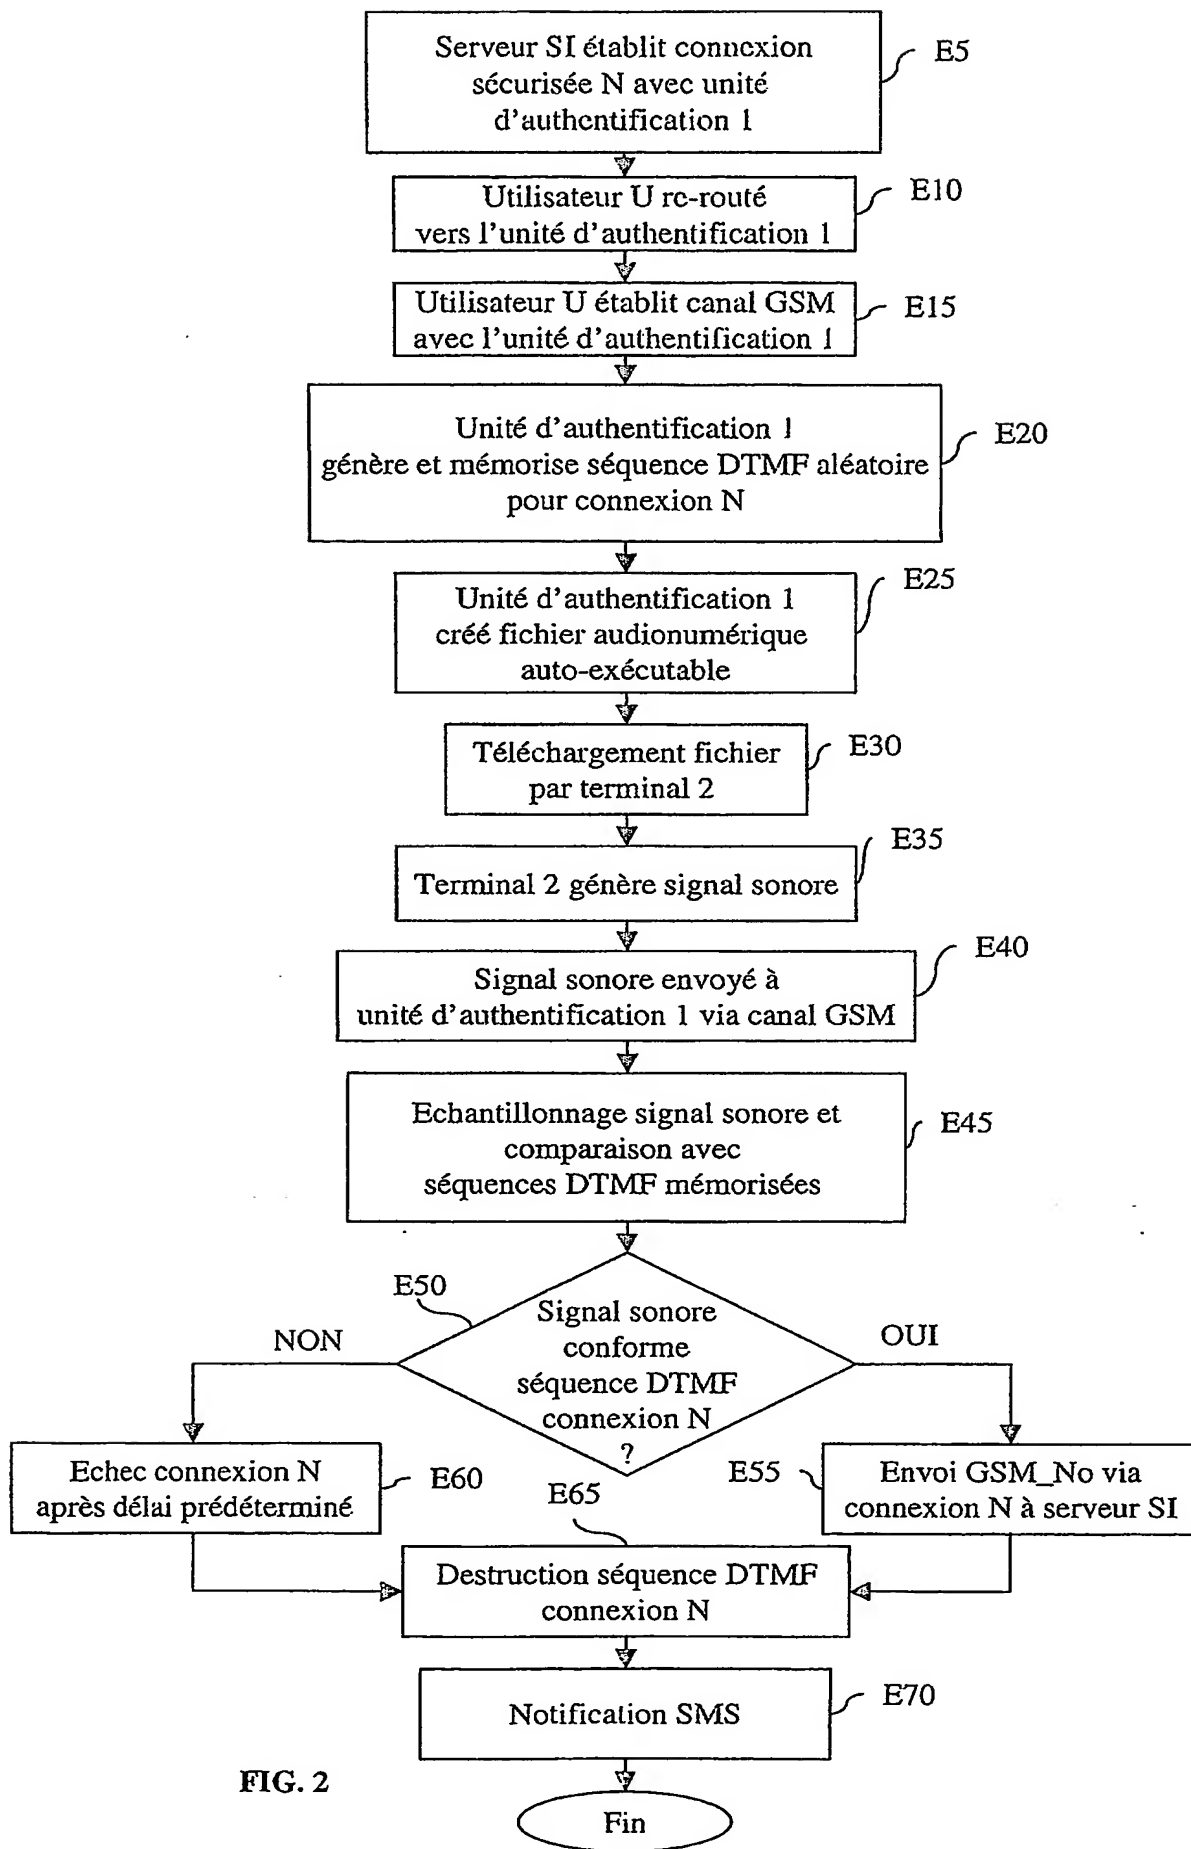 Serveur SI établit connexion
sécurisée N avec unité
d'authentification 1
E5
Utilisateur U re-routé
vers l'unité d'authentification 1
E10
Utilisateur U établit canal GSM
avec l'unité d'authentification 1
E15
Unité d'authentification 1
génère et mémorise séquence DTMF aléatoire
pour connexion N
E20
Unité d'authentification 1
créé fichier audionumérique
auto-exécutable
E25
Téléchargement fichier
par terminal 2
E30
Terminal 2 génère signal sonore
E35
Signal sonore envoyé à
unité d'authentification 1 via canal GSM
E40
Echantillonnage signal sonore et
comparaison avec
séquences DTMF mémorisées
E45
E50
Signal sonore
conforme
séquence DTMF
connexion N
?
NON
OUI
Echec connexion N
après délai prédéterminé
E60
E55
Envoi GSM_No via
connexion N à serveur SI
E65
Destruction séquence DTMF
connexion N
Notification SMS
E70
FIG. 2
Fin